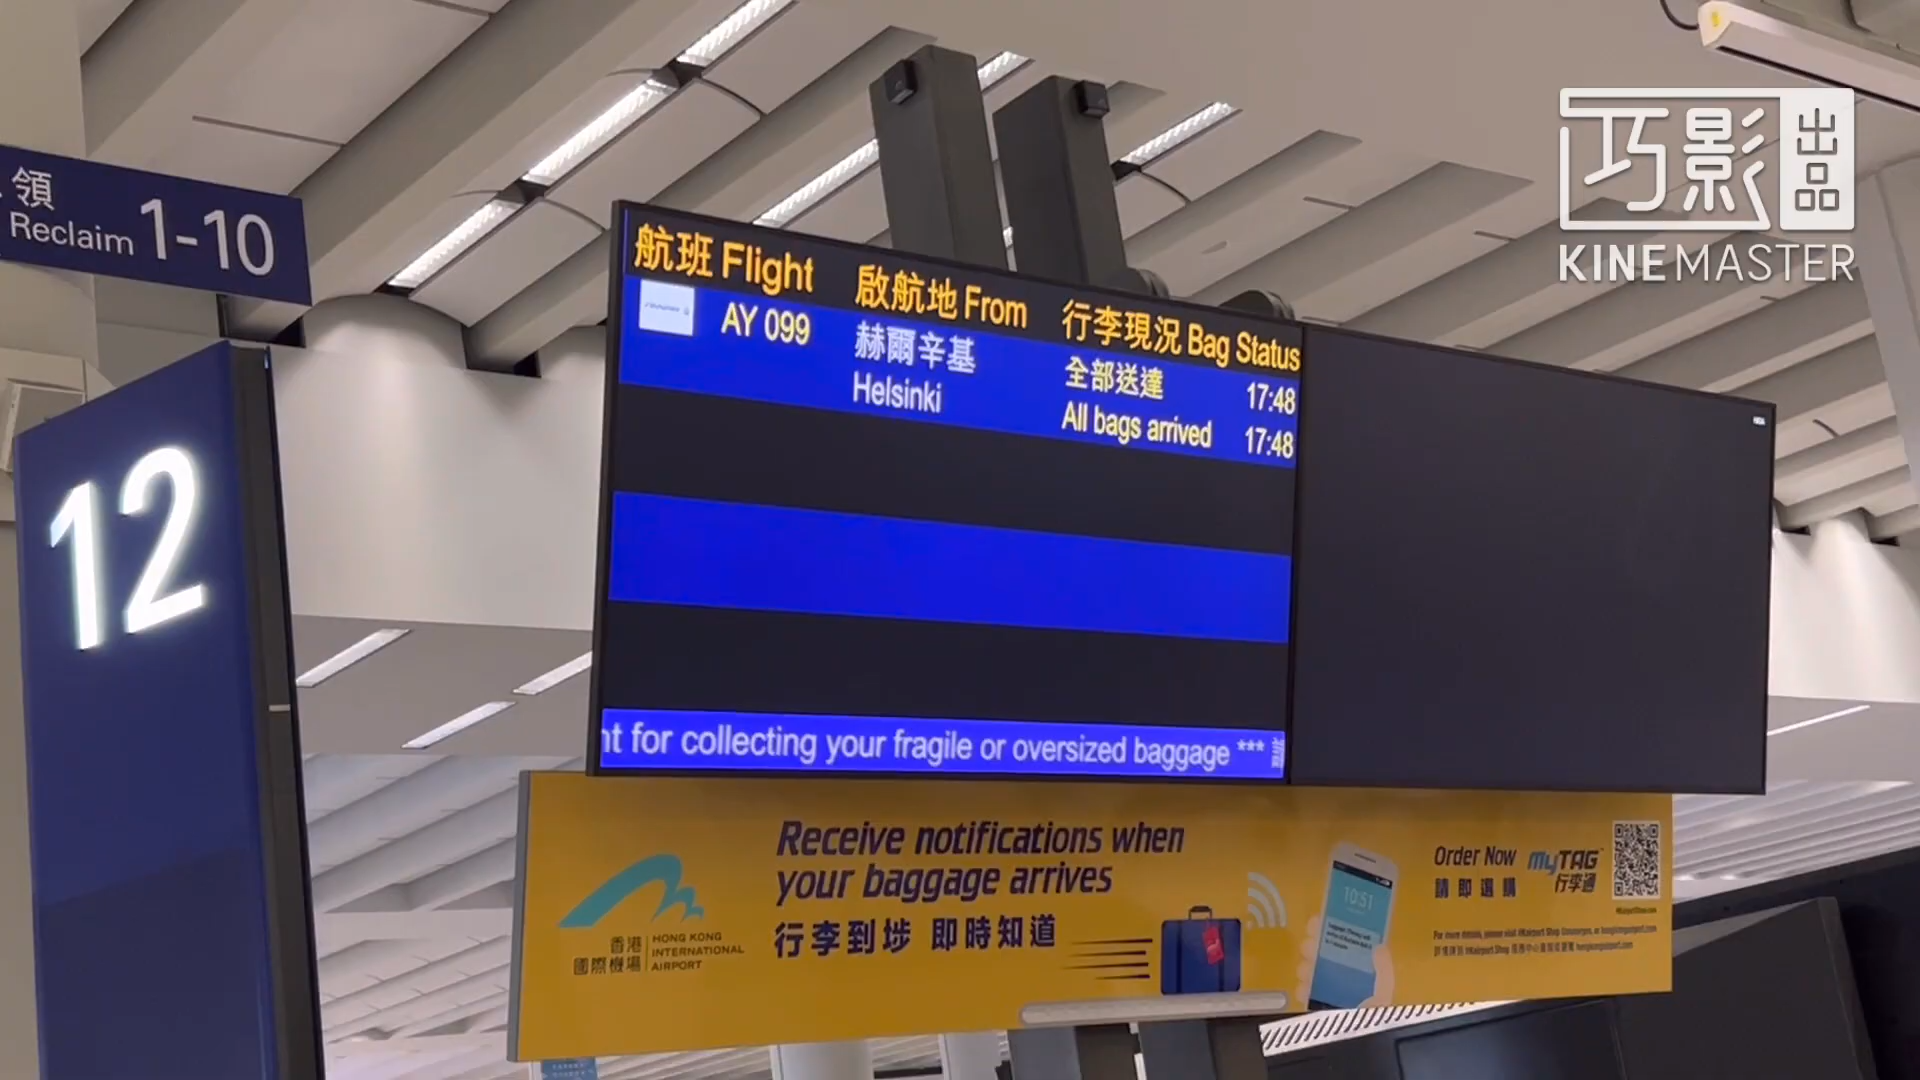 領
Reclaim 1-10
12
航班 Flight 啟航地 From 行李現況 Bag Status
AY 099 赫爾辛基 全部送達 17:48
Helsinki All bags arrived 17:48
for collecting your fragile or oversized baggage ***
Receive notifications when
your baggage arrives
行李到埗 即時知道
香港
國際機場
HONG KONG
INTERNATIONAL
AIRPORT
10:51
Order Now
請即選購
MyTAG
行李通
巧影出品
KINEMASTER